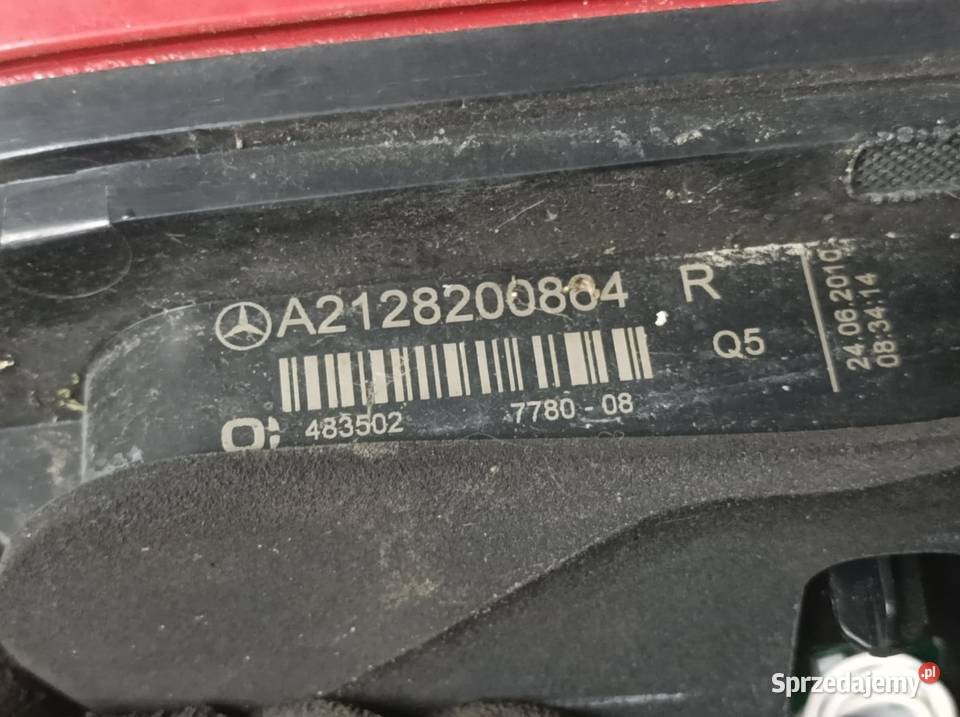 A2128200864 R
Q5
483502 7780-08
24.06.2010
08:34:14
Sprzedajemy.pl